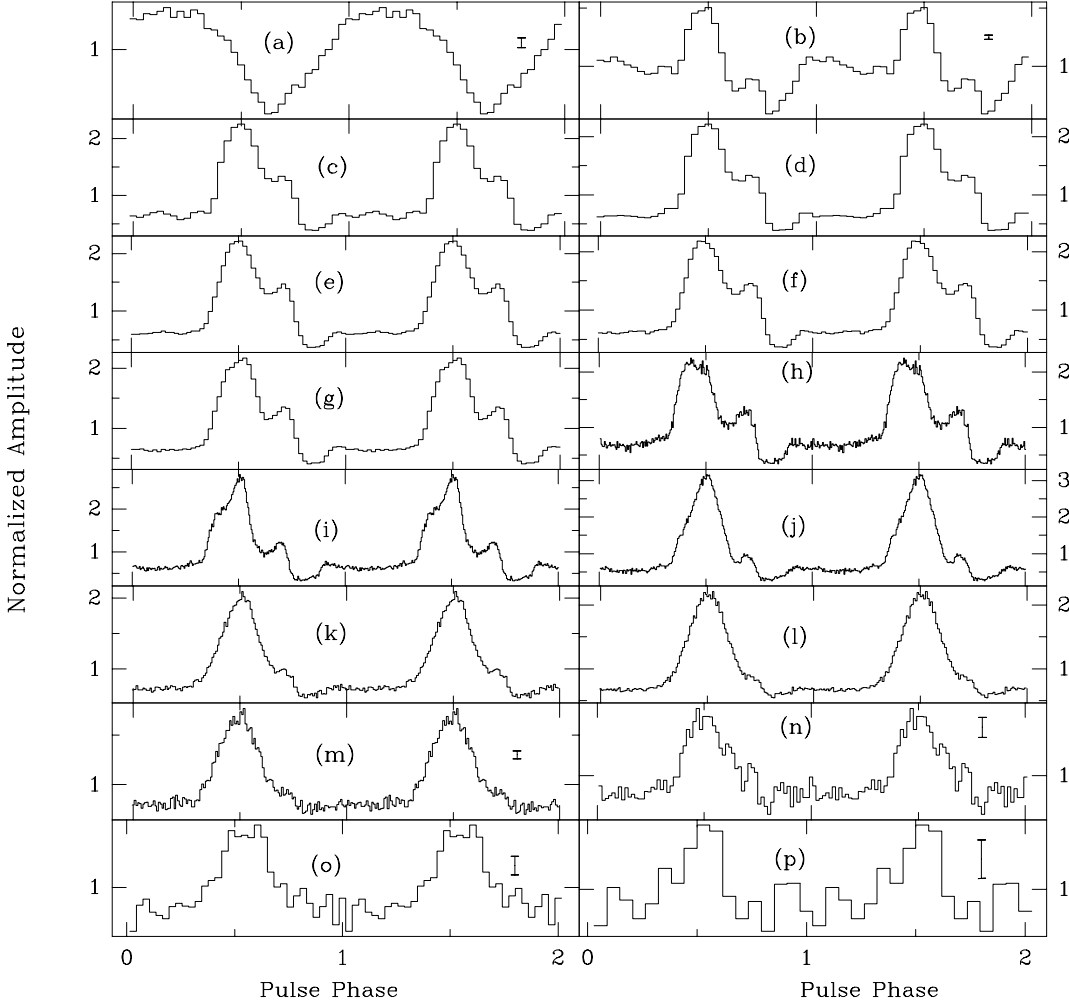 Normalized Amplitude
(a)
1
(b)
1
2
(c)
1
2
(d)
1
2
(e)
1
2
(f)
1
2
(g)
1
(h)
2
1
2
(i)
1
(j)
3
2
1
2
(k)
1
(l)
2
1
(m)
1
(n)
1
(o)
1
(p)
1
0 1 2 0 1 2
Pulse Phase Pulse Phase